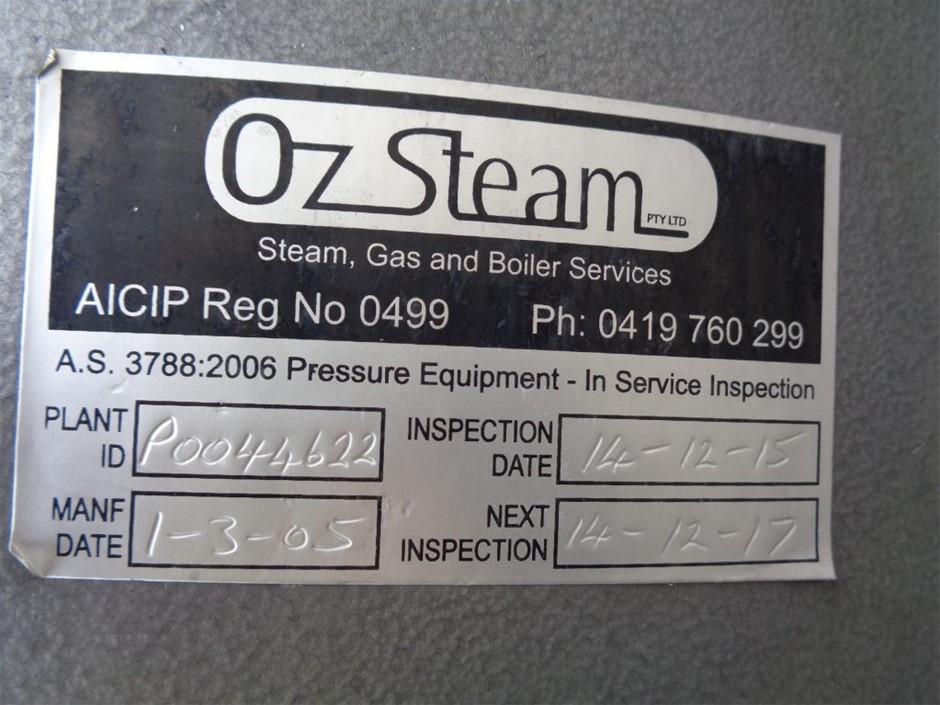 Oz Steam PTY LTD
Steam, Gas and Boiler Services
AICIP Reg No 0499 Ph: 0419 760 299
A.S. 3788:2006 Pressure Equipment - In Service Inspection
PLANT ID P0044622 INSPECTION DATE 14-12-15
MANF DATE 1-3-05 NEXT INSPECTION 14-12-17